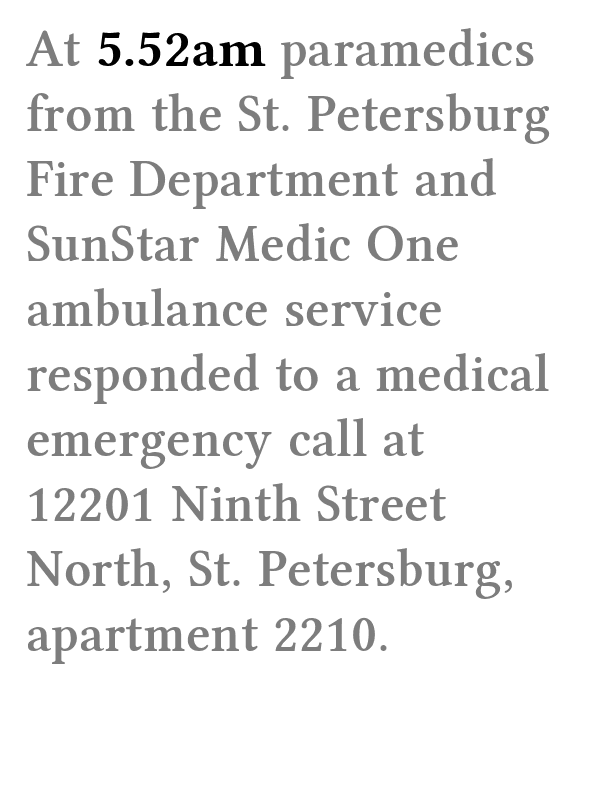 At 5.52am paramedics
from the St. Petersburg
Fire Department and
SunStar Medic One
ambulance service
responded to a medical
emergency call at
12201 Ninth Street
North, St. Petersburg,
apartment 2210.